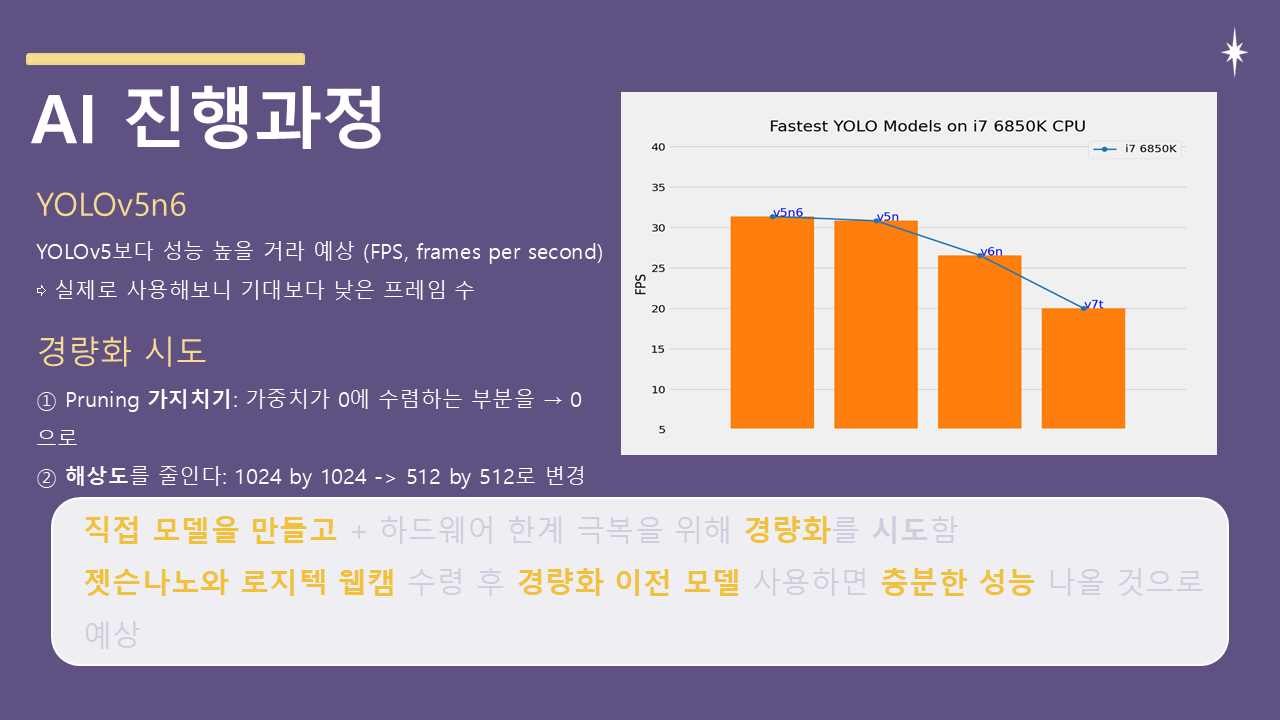 AI 진행과정
YOLOv5n6
YOLOv5보다 성능 높을 거라 예상 (FPS, frames per second)
➪ 실제로 사용해보니 기대보다 낮은 프레임 수
경량화 시도
① Pruning 가지치기: 가중치가 0에 수렴하는 부분을 → 0
으로
② 해상도를 줄인다: 1024 by 1024 -> 512 by 512로 변경
Fastest YOLO Models on i7 6850K CPU
i7 6850K
40
35
30
25
20
15
10
5
FPS
v5n6
v5n
v6n
v7t
직접 모델을 만들고 + 하드웨어 한계 극복을 위해 경량화를 시도함
젯슨나노와 로지텍 웹캠 수령 후 경량화 이전 모델 사용하면 충분한 성능 나올 것으로
예상